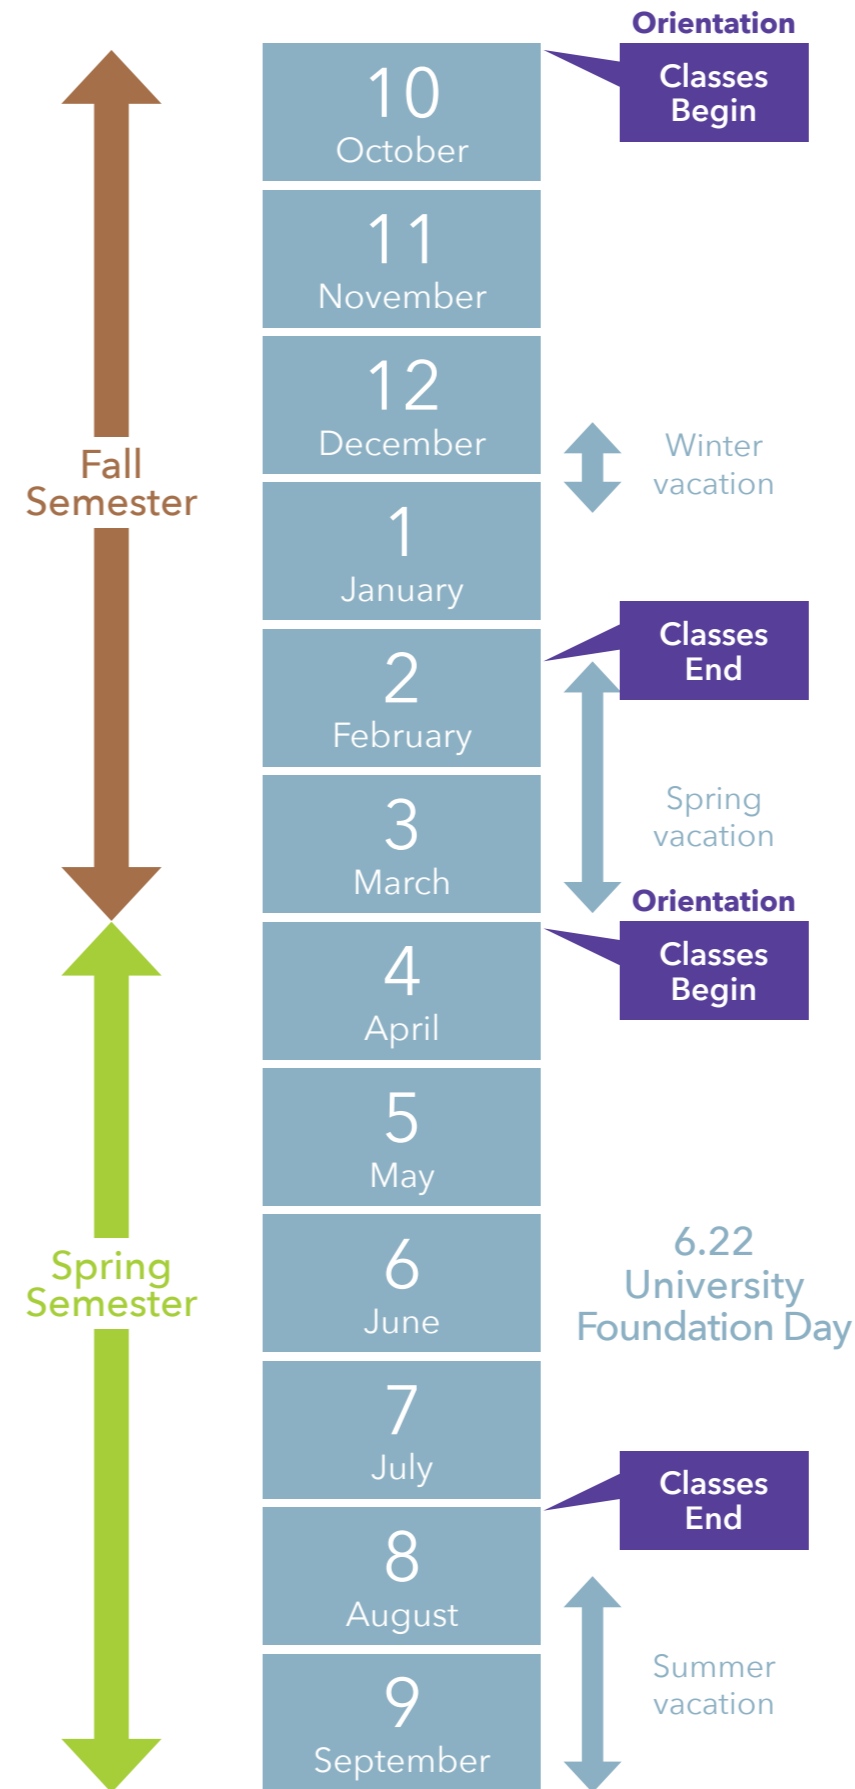 Orientation
Classes
Begin
10
October
11
November
12
December
Winter
vacation
Fall
Semester
1
January
Classes
End
2
February
Spring
vacation
3
March
Orientation
Classes
Begin
4
April
5
May
6
June
6.22
University
Foundation Day
Spring
Semester
7
July
Classes
End
8
August
Summer
vacation
9
September